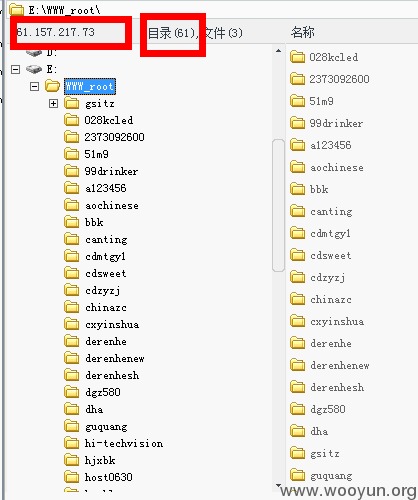 E:\WWW_root\
61.157.217.73 目录(61),文件(3) 名称
D:
E:
WWW_root
gsitz
028kcled
2373092600
51m9
99drinker
a123456
aochinese
bbk
canting
cdmtgyl
cdsweet
cdzyzj
chinazc
cxyinshua
derenhe
derenhenew
derenhesh
dgz580
dha
guquang
hi-techvision
hjxbk
host0630
028kcled
2373092600
51m9
99drinker
a123456
aochinese
bbk
canting
cdmtgyl
cdsweet
cdzyzj
chinazc
cxyinshua
derenhe
derenhenew
derenhesh
dgz580
dha
gsitz
guquang
www.wooyun.org